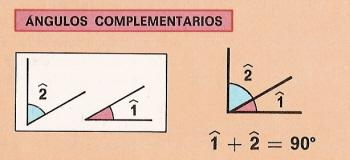 ÁNGULOS COMPLEMENTARIOS
2̂
1̂
2̂
1̂
1̂ + 2̂ = 90°